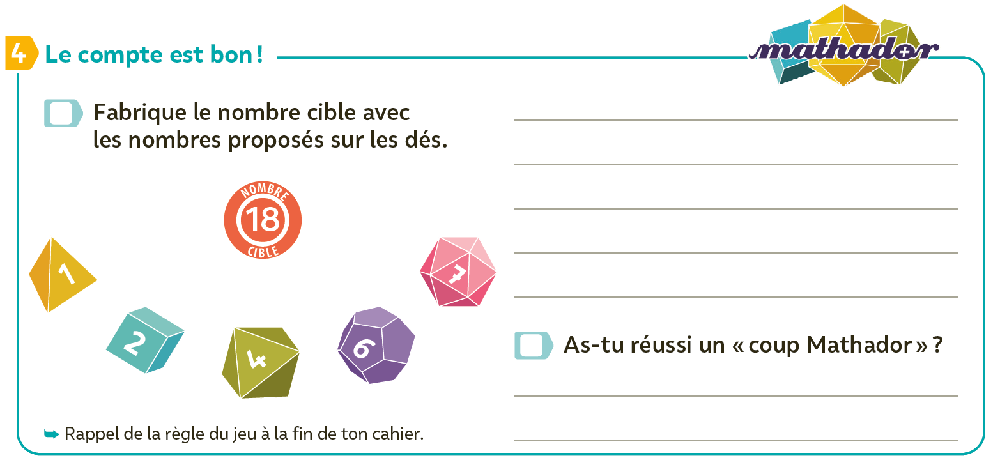 4 Le compte est bon !
mathador
Fabrique le nombre cible avec
les nombres proposés sur les dés.
NOMBRE
18
CIBLE
1
2
4
6
7
Rappel de la règle du jeu à la fin de ton cahier.
As-tu réussi un « coup Mathador » ?